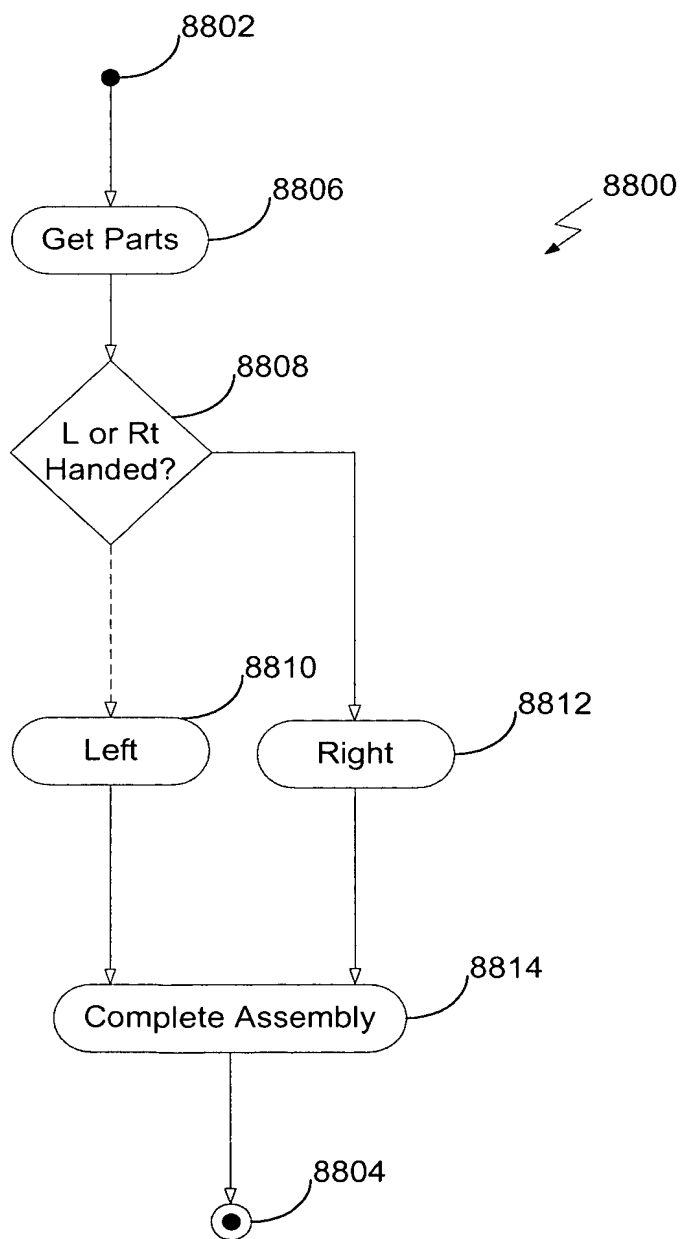 8802
8806
8800
Get Parts
8808
L or Rt
Handed?
8810
8812
Left
Right
8814
Complete Assembly
8804